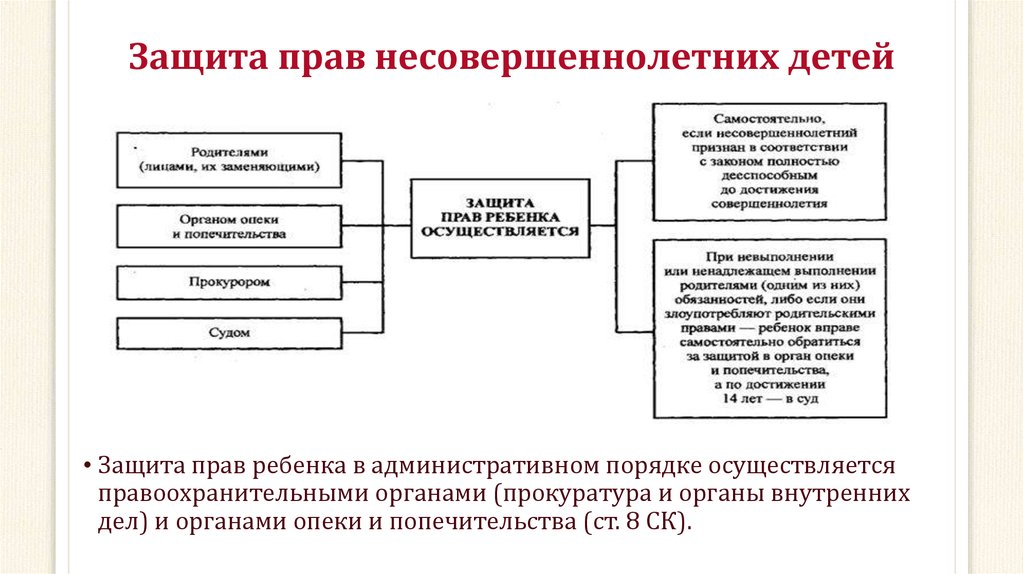 Защита прав несовершеннолетних детей
Родителями
(лицами, их заменяющими)
Органом опеки
и попечительства
Прокурором
Судом
ЗАЩИТА
ПРАВ РЕБЕНКА
ОСУЩЕСТВЛЯЕТСЯ
Самостоятельно,
если несовершеннолетний
признан в соответствии
с законом полностью
дееспособным
до достижения
совершеннолетия
При невыполнении
или ненадлежащем выполнении
родителями (одним из них)
обязанностей, либо если они
злоупотребляют родительскими
правами — ребенок вправе
самостоятельно обратиться
за защитой в орган опеки
и попечительства,
а по достижении
14 лет — в суд
• Защита прав ребенка в административном порядке осуществляется
правоохранительными органами (прокуратура и органы внутренних
дел) и органами опеки и попечительства (ст. 8 СК).